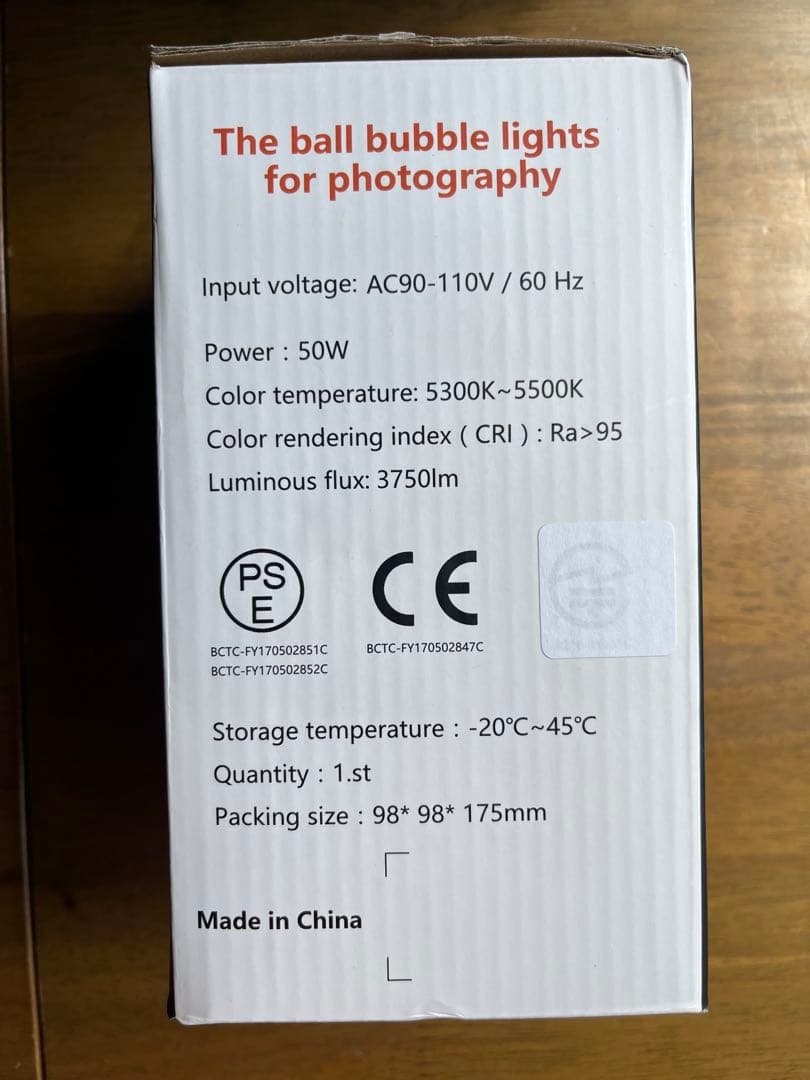 The ball bubble lights
for photography
Input voltage: AC90-110V / 60 Hz
Power : 50W
Color temperature: 5300K~5500K
Color rendering index ( CRI ) : Ra>95
Luminous flux: 3750lm
PS
E
CE
BCTC-FY170502851C
BCTC-FY170502852C
BCTC-FY170502847C
Storage temperature : -20℃~45℃
Quantity : 1.st
Packing size : 98* 98* 175mm
Made in China